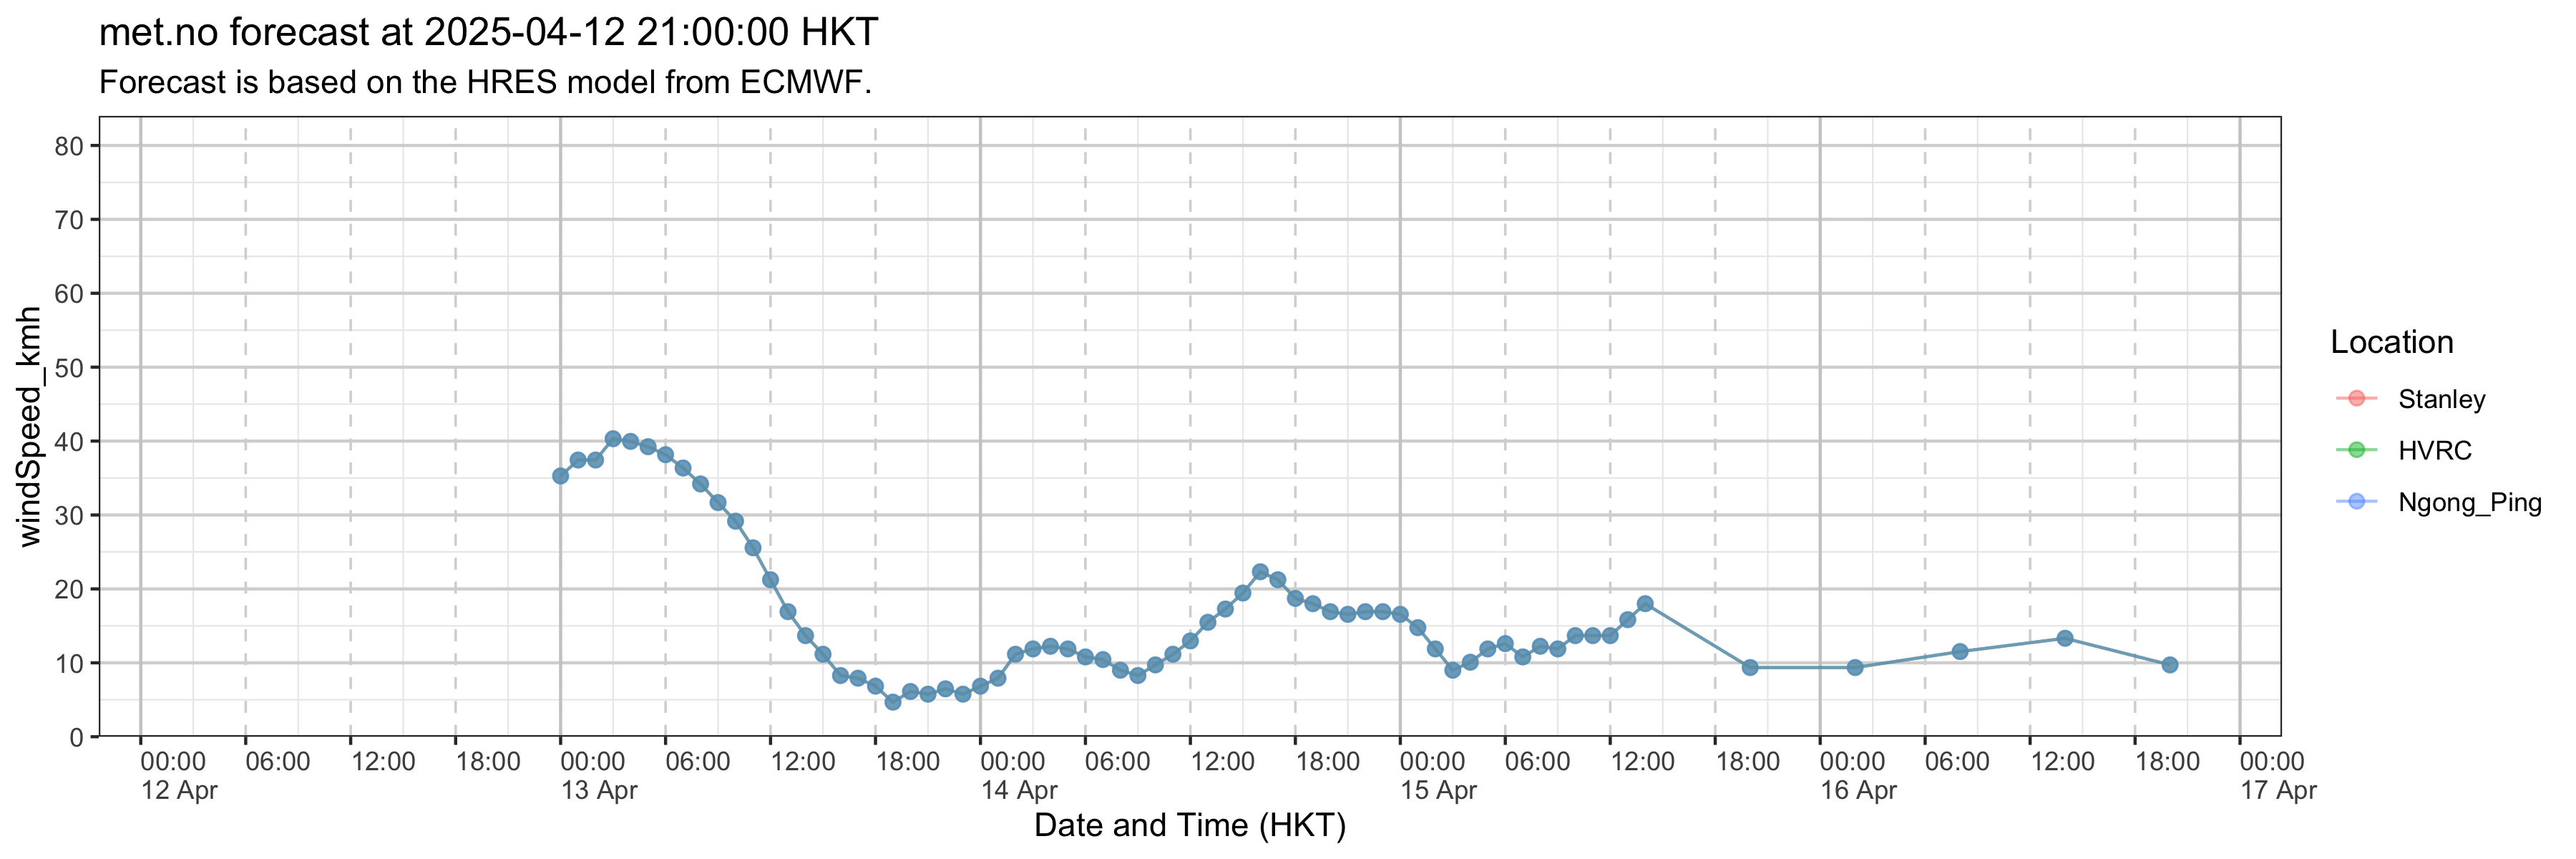 met.no forecast at 2025-04-12 21:00:00 HKT
Forecast is based on the HRES model from ECMWF.
windSpeed_kmh
80
70
60
50
40
30
20
10
0
00:00 06:00 12:00 18:00 00:00 06:00 12:00 18:00 00:00 06:00 12:00 18:00 00:00 06:00 12:00 18:00 00:00 06:00 12:00 18:00 00:00
12 Apr 13 Apr 14 Apr 15 Apr 16 Apr 17 Apr
Date and Time (HKT)
Location
Stanley
HVRC
Ngong_Ping